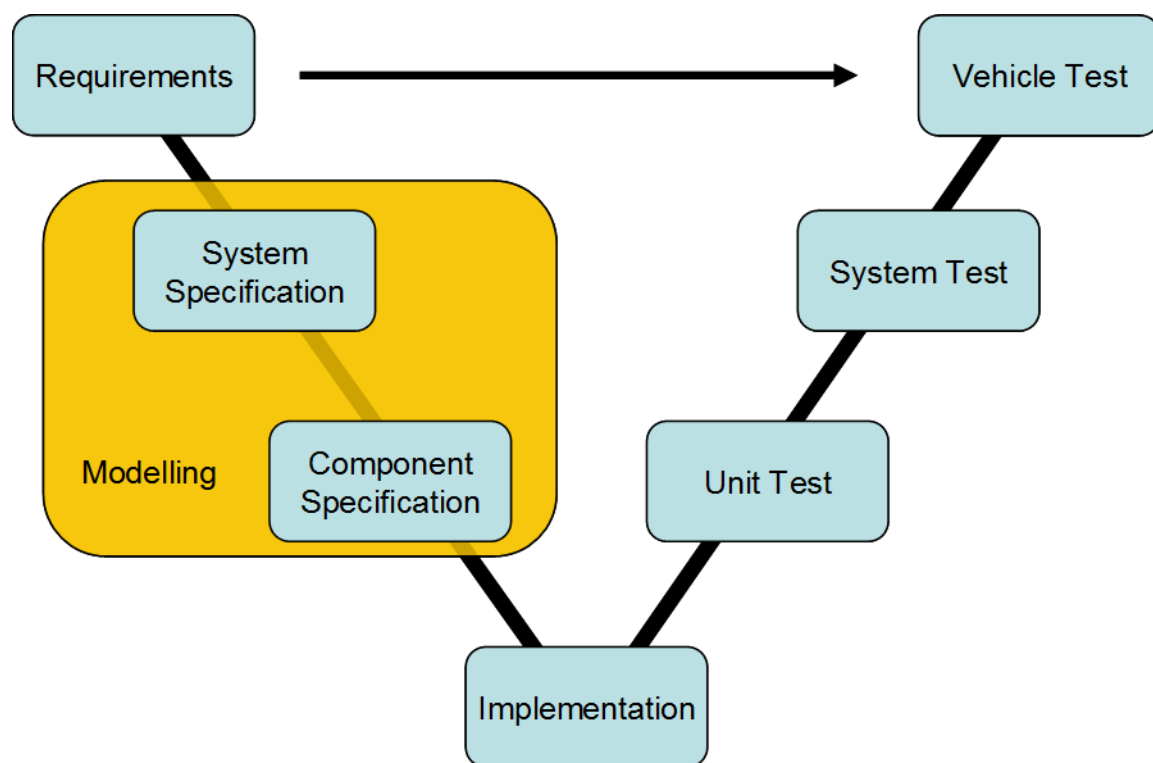 Requirements
Vehicle Test
System
Specification
System Test
Modelling
Component
Specification
Unit Test
Implementation